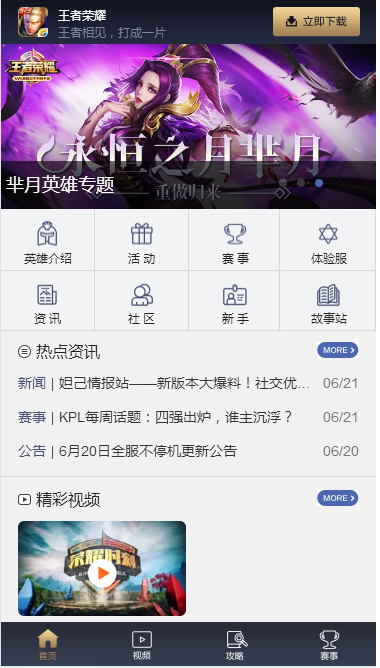 王者荣耀
王者相见，打成一片
立即下载
王者荣耀
永恒之月芈月
芈月英雄专题
重做归来
英雄介绍
活 动
赛 事
体验服
资 讯
社 区
新 手
故事站
热点资讯
MORE
新闻 | 妲己情报站——新版本大爆料！社交优… 06/21
赛事 | KPL每周话题：四强出炉，谁主沉浮？ 06/21
公告 | 6月20日全服不停机更新公告 06/20
精彩视频
MORE
荣耀时刻
首页
视频
攻略
赛事